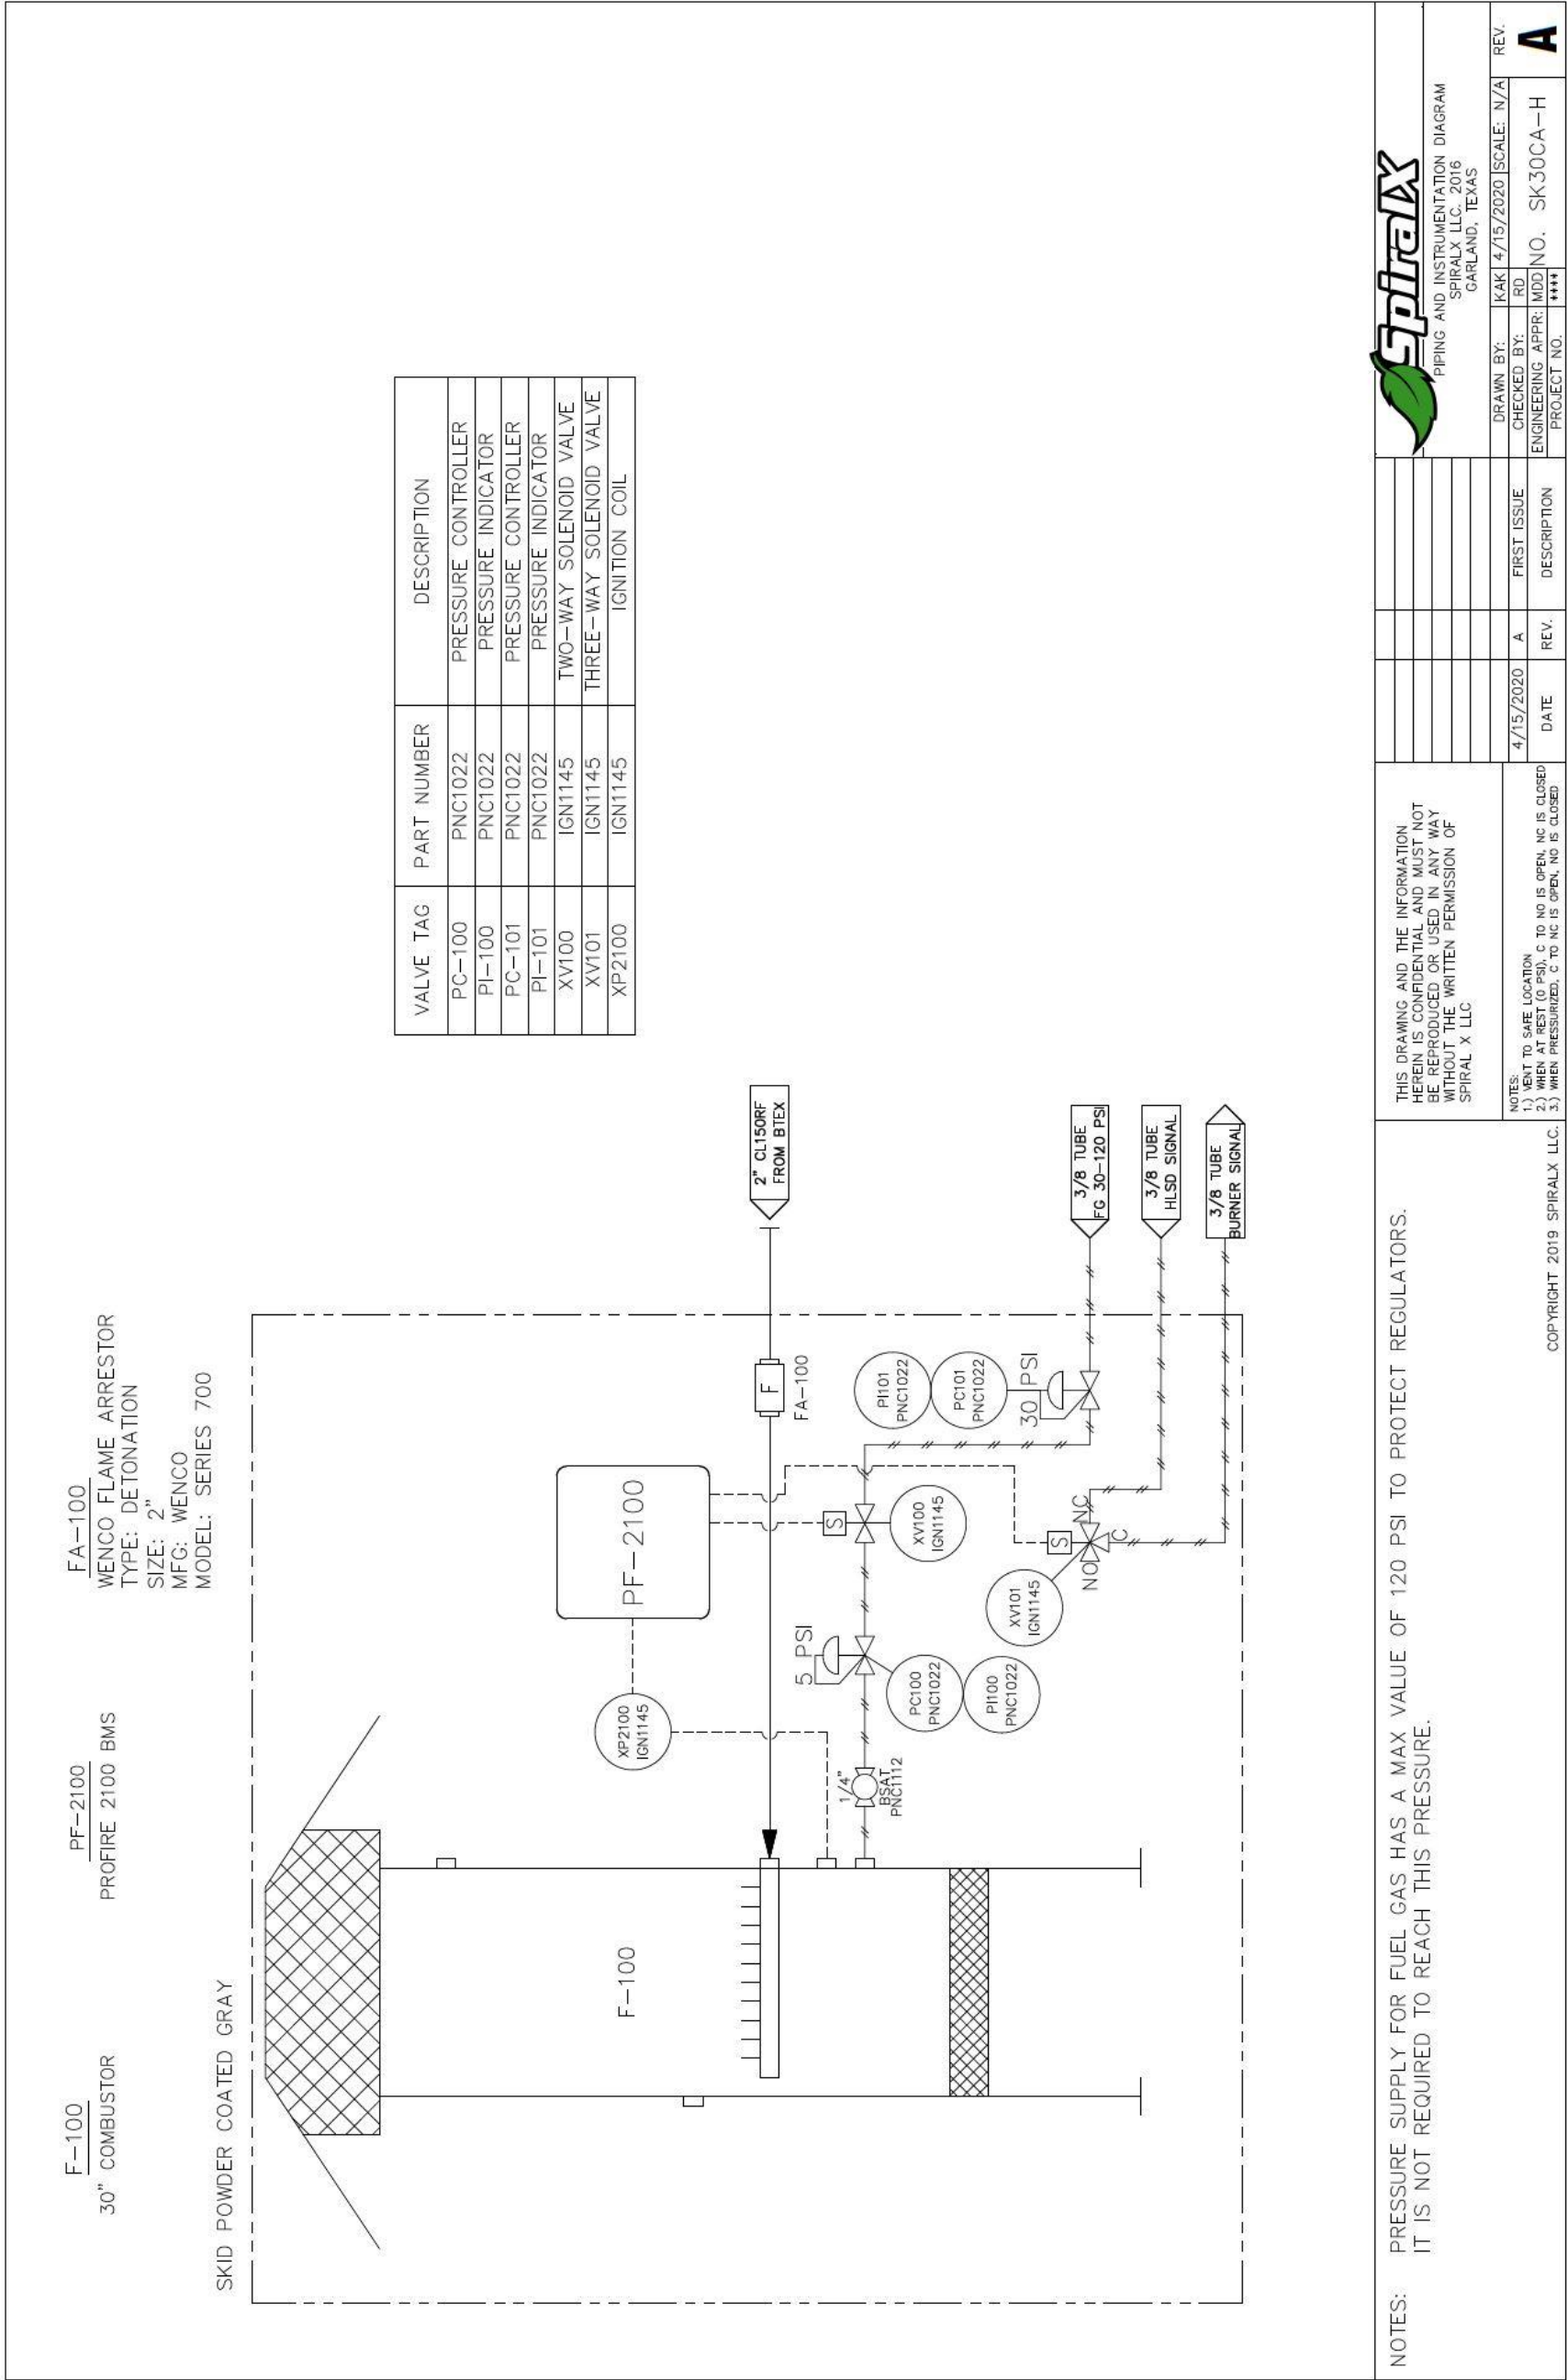 F-100
30" COMBUSTOR
PF-2100
PROFIRE 2100 BMS
FA-100
WENCO FLAME ARRESTOR
TYPE: DETONATION
SIZE: 2"
MFG: WENCO
MODEL: SERIES 700
SKID POWDER COATED GRAY
F-100
XP2100
IGN1145
PF-2100
F
FA-100
2" CL150RF
FROM BTEX
1/4"
BSAT
PNC1112
5 PSI
PC100
PNC1022
PI100
PNC1022
S
XV100
IGN1145
PI101
PNC1022
PC101
PNC1022
30 PSI
3/8 TUBE
FG 30-120 PSI
XV101
IGN1145
S
NO
NC
C
3/8 TUBE
HLSD SIGNAL
3/8 TUBE
BURNER SIGNAL
VALVE TAG PART NUMBER DESCRIPTION
PC-100 PNC1022 PRESSURE CONTROLLER
PI-100 PNC1022 PRESSURE INDICATOR
PC-101 PNC1022 PRESSURE CONTROLLER
PI-101 PNC1022 PRESSURE INDICATOR
XV100 IGN1145 TWO-WAY SOLENOID VALVE
XV101 IGN1145 THREE-WAY SOLENOID VALVE
XP2100 IGN1145 IGNITION COIL
NOTES: PRESSURE SUPPLY FOR FUEL GAS HAS A MAX VALUE OF 120 PSI TO PROTECT REGULATORS.
IT IS NOT REQUIRED TO REACH THIS PRESSURE.
COPYRIGHT 2019 SPIRALX LLC.
THIS DRAWING AND THE INFORMATION
HEREIN IS CONFIDENTIAL AND MUST NOT
BE REPRODUCED OR USED IN ANY WAY
WITHOUT THE WRITTEN PERMISSION OF
SPIRAL X LLC
NOTES:
1.) VENT TO SAFE LOCATION
2.) WHEN AT REST (0 PSI), C TO NO IS OPEN, NC IS CLOSED
3.) WHEN PRESSURIZED, C TO NC IS OPEN, NO IS CLOSED
4/15/2020 A FIRST ISSUE
DATE REV. DESCRIPTION
SpiralX
PIPING AND INSTRUMENTATION DIAGRAM
SPIRALX LLC. 2016
GARLAND, TEXAS
DRAWN BY: KAK 4/15/2020 SCALE: N/A REV.
CHECKED BY: RD
ENGINEERING APPR: MDD NO. SK30CA-H A
PROJECT NO. ****